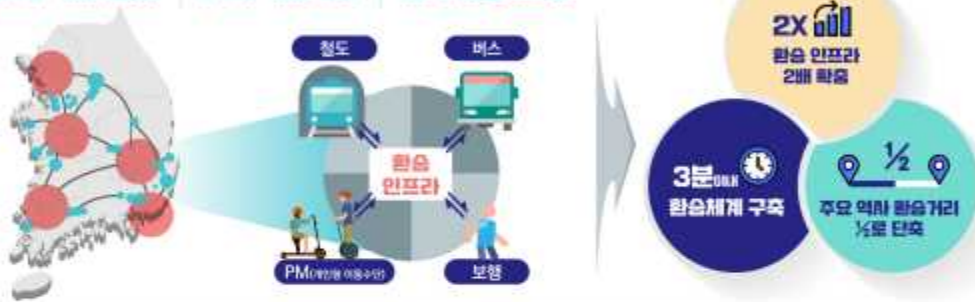 철도
버스
환승
인프라
PM(개인형 이동수단)
보행
2X
환승 인프라
2배 확충
3분이내
환승체계 구축
1/2
주요 역사 환승거리
½로 단축